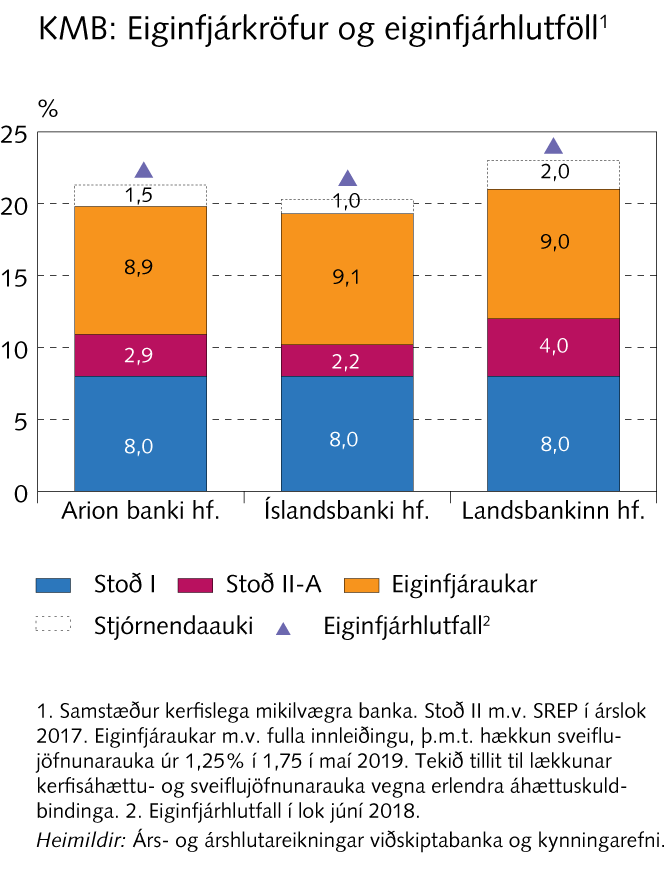 KMB: Eiginfjárkröfur og eiginfjárhlutföll¹
%
25
20
15
10
5
0
1,5
8,9
2,9
8,0
1,0
9,1
2,2
8,0
2,0
9,0
4,0
8,0
Arion banki hf. Íslandsbanki hf. Landsbankinn hf.
Stoð I Stoð II-A Eiginfjáraukar
Stjórnendaauki Eiginfjárhlutfall²
1. Samstæður kerfislega mikilvægra banka. Stoð II m.v. SREP í árslok
2017. Eiginfjáraukar m.v. fulla innleiðingu, þ.m.t. hækkun sveiflu-
jöfnunarauka úr 1,25% í 1,75 í maí 2019. Tekið tillit til lækkunar
kerfisáhættu- og sveiflujöfnunarauka vegna erlendra áhættuskuld-
bindinga. 2. Eiginfjárhlutfall í lok júní 2018.
Heimildir: Árs- og árshlutareikningar viðskiptabanka og kynningarefni.